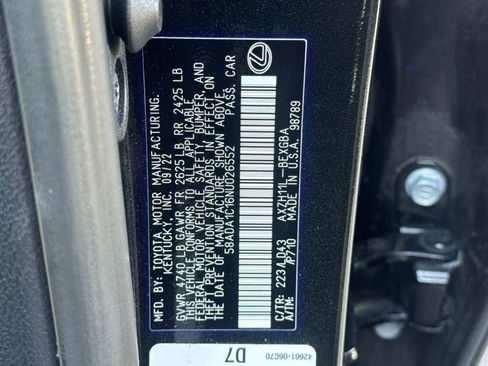 MFD. BY: TOYOTA MOTOR MANUFACTURING.
KENTUCKY, INC. 09/22
GVWR 4740 LB GAWR FR 2625 LB RR 2425 LB
THIS VEHICLE CONFORMS TO ALL APPLICABLE
FEDERAL MOTOR VEHICLE SAFETY, BUMPER, AND
THEFT PREVENTION STANDARDS IN EFFECT ON
THE DATE OF MANUFACTURE SHOWN ABOVE.
58ADA1C16NU026552 PASS. CAR
C/TR: 223/LD43 AXZH11L-BEXGBA
A/TM: P710 MADE IN U.S.A. 98789
D7 42661-06C70